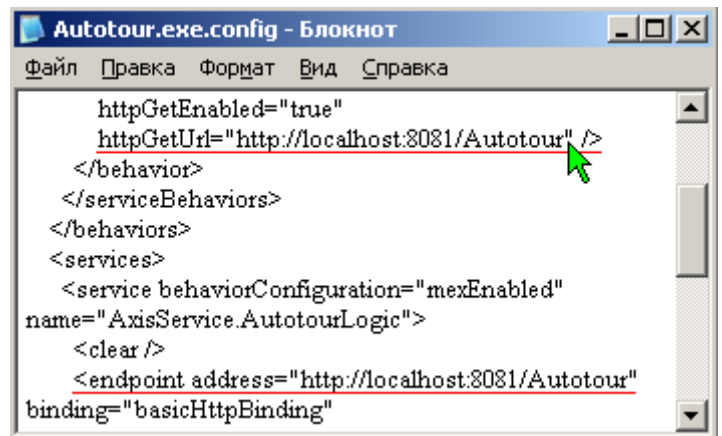 Autotour.exe.config - Блокнот
Файл Правка Формат Вид Справка
httpGetEnabled="true"
httpGetUrl="http://localhost:8081/Autotour" />
</behavior>
</serviceBehaviors>
</behaviors>
<services>
<service behaviorConfiguration="mexEnabled"
name="AxisService.AutotourLogic">
<clear />
<endpoint address="http://localhost:8081/Autotour"
binding="basicHttpBinding"